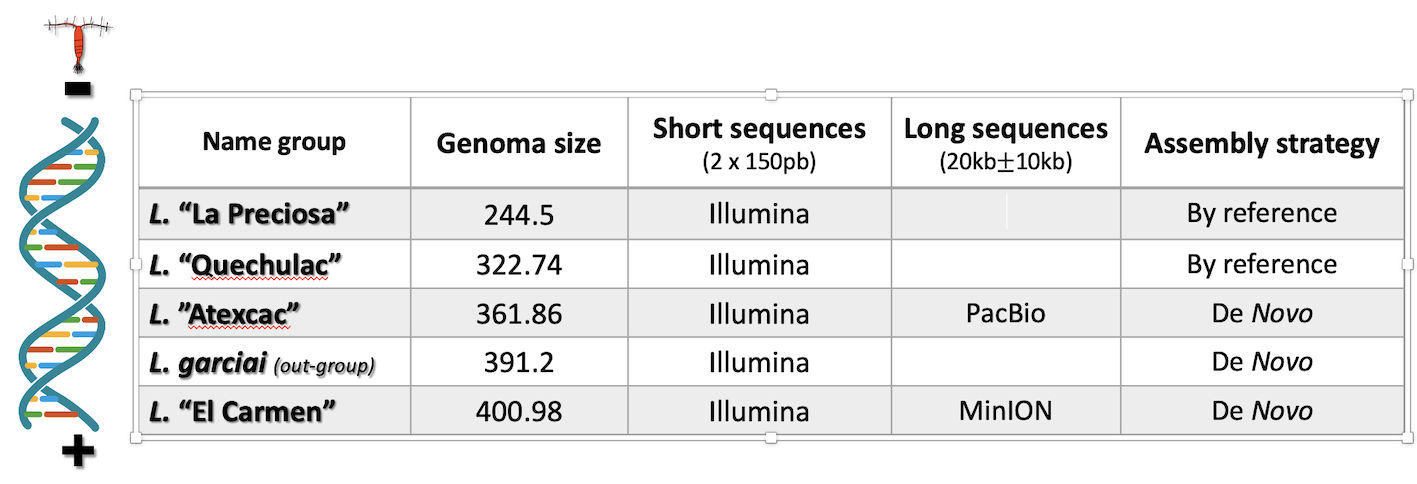 Name group Genoma size Short sequences (2 x 150pb) Long sequences (20kb±10kb) Assembly strategy
L. “La Preciosa” 244.5 Illumina By reference
L. “Quechulac” 322.74 Illumina By reference
L. ”Atexcac” 361.86 Illumina PacBio De Novo
L. garciai (out-group) 391.2 Illumina De Novo
L. “El Carmen” 400.98 Illumina MinION De Novo